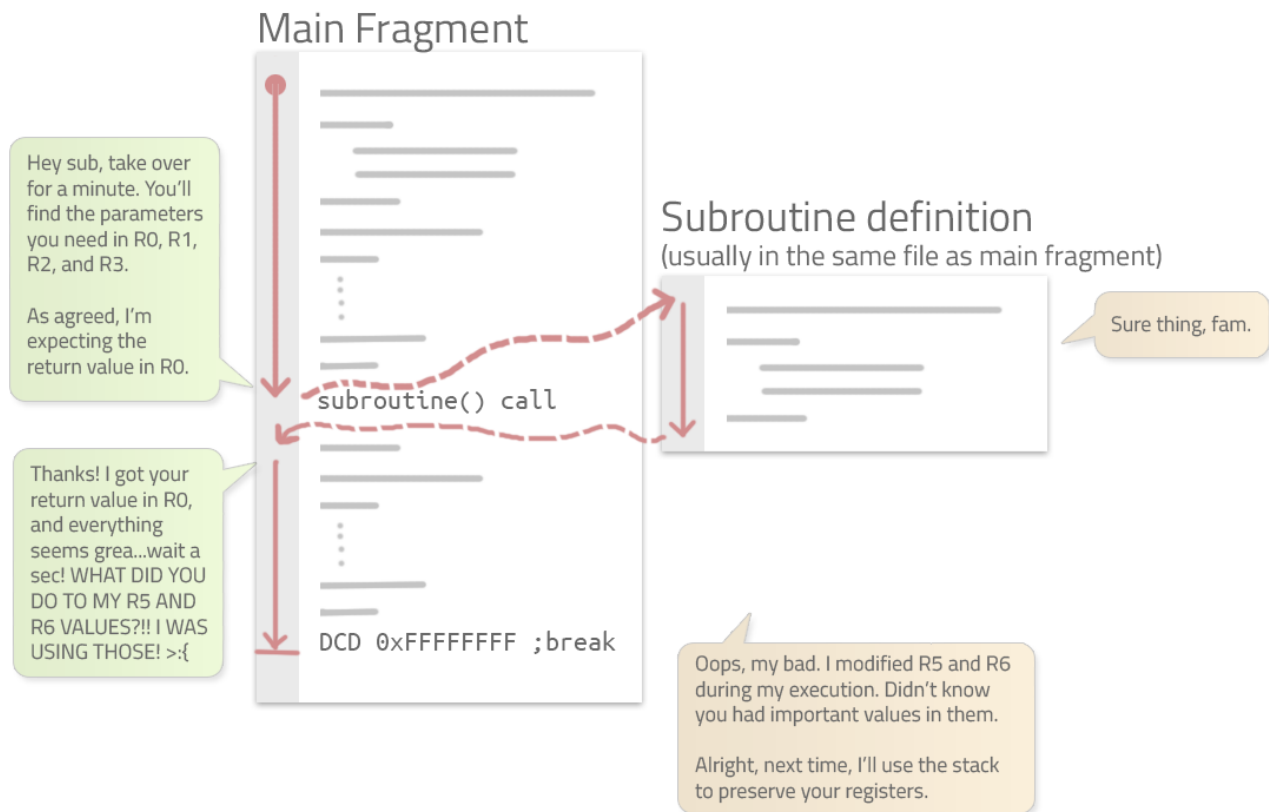 Main Fragment
Hey sub, take over
for a minute. You'll
find the parameters
you need in R0, R1,
R2, and R3.
As agreed, I'm
expecting the
return value in R0.
Subroutine definition
(usually in the same file as main fragment)
Sure thing, fam.
subroutine() call
Thanks! I got your
return value in R0,
and everything
seems grea...wait a
sec! WHAT DID YOU
DO TO MY R5 AND
R6 VALUES?!! I WAS
USING THOSE! >:{
DCD 0xFFFFFFFF ;break
Oops, my bad. I modified R5 and R6
during my execution. Didn't know
you had important values in them.
Alright, next time, I'll use the stack
to preserve your registers.